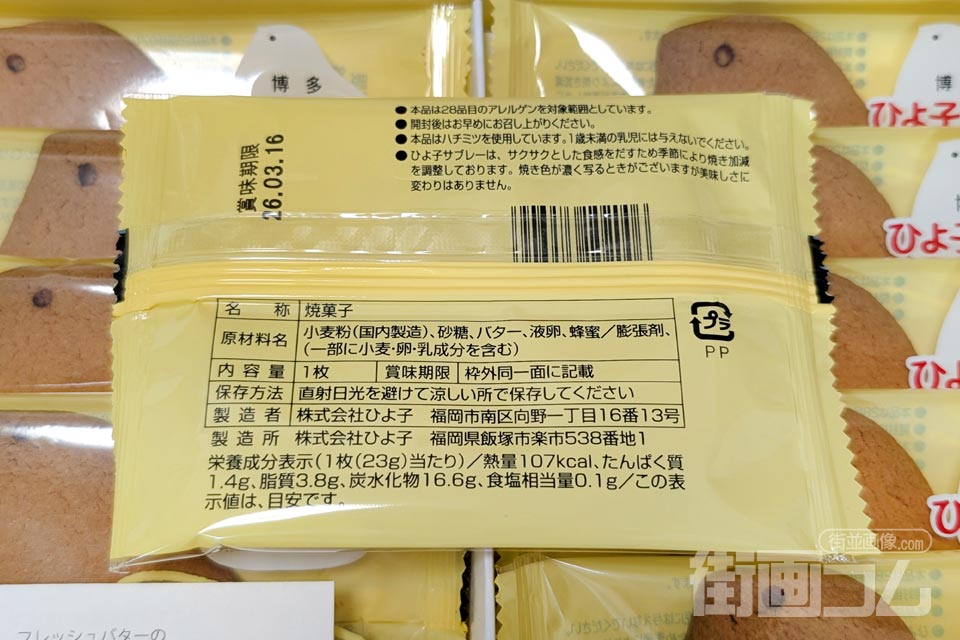 博多
博
ひよ子
●本品は28品目のアレルゲンを対象範囲としています。
●開封後はお早めにお召し上がりください。
●本品はハチミツを使用しています。1歳未満の乳児には与えないでください。
●ひよ子サブレーは、サクサクとした食感をだすため季節により焼き加減
を調整しております。焼き色が濃く写るときがございますが美味しさに
変わりはありません。
賞味期限
26.03.16
ひよ子
名称 焼菓子
原材料名 小麦粉(国内製造)、砂糖、バター、液卵、蜂蜜/膨張剤、
(一部に小麦・卵・乳成分を含む)
内容量 1枚 賞味期限 枠外同一面に記載
保存方法 直射日光を避けて涼しい所で保存してください
製造者 株式会社ひよ子 福岡市南区向野一丁目16番13号
製造所 株式会社ひよ子 福岡県飯塚市楽市538番地1
栄養成分表示(1枚(23g)当たり)/熱量107kcal、たんぱく質
1.4g、脂質3.8g、炭水化物16.6g、食塩相当量0.1g/この表
示値は、目安です。
プラ
PP
ひよ子
ひ
街並画像.com
街画コム
フレッシュバターの